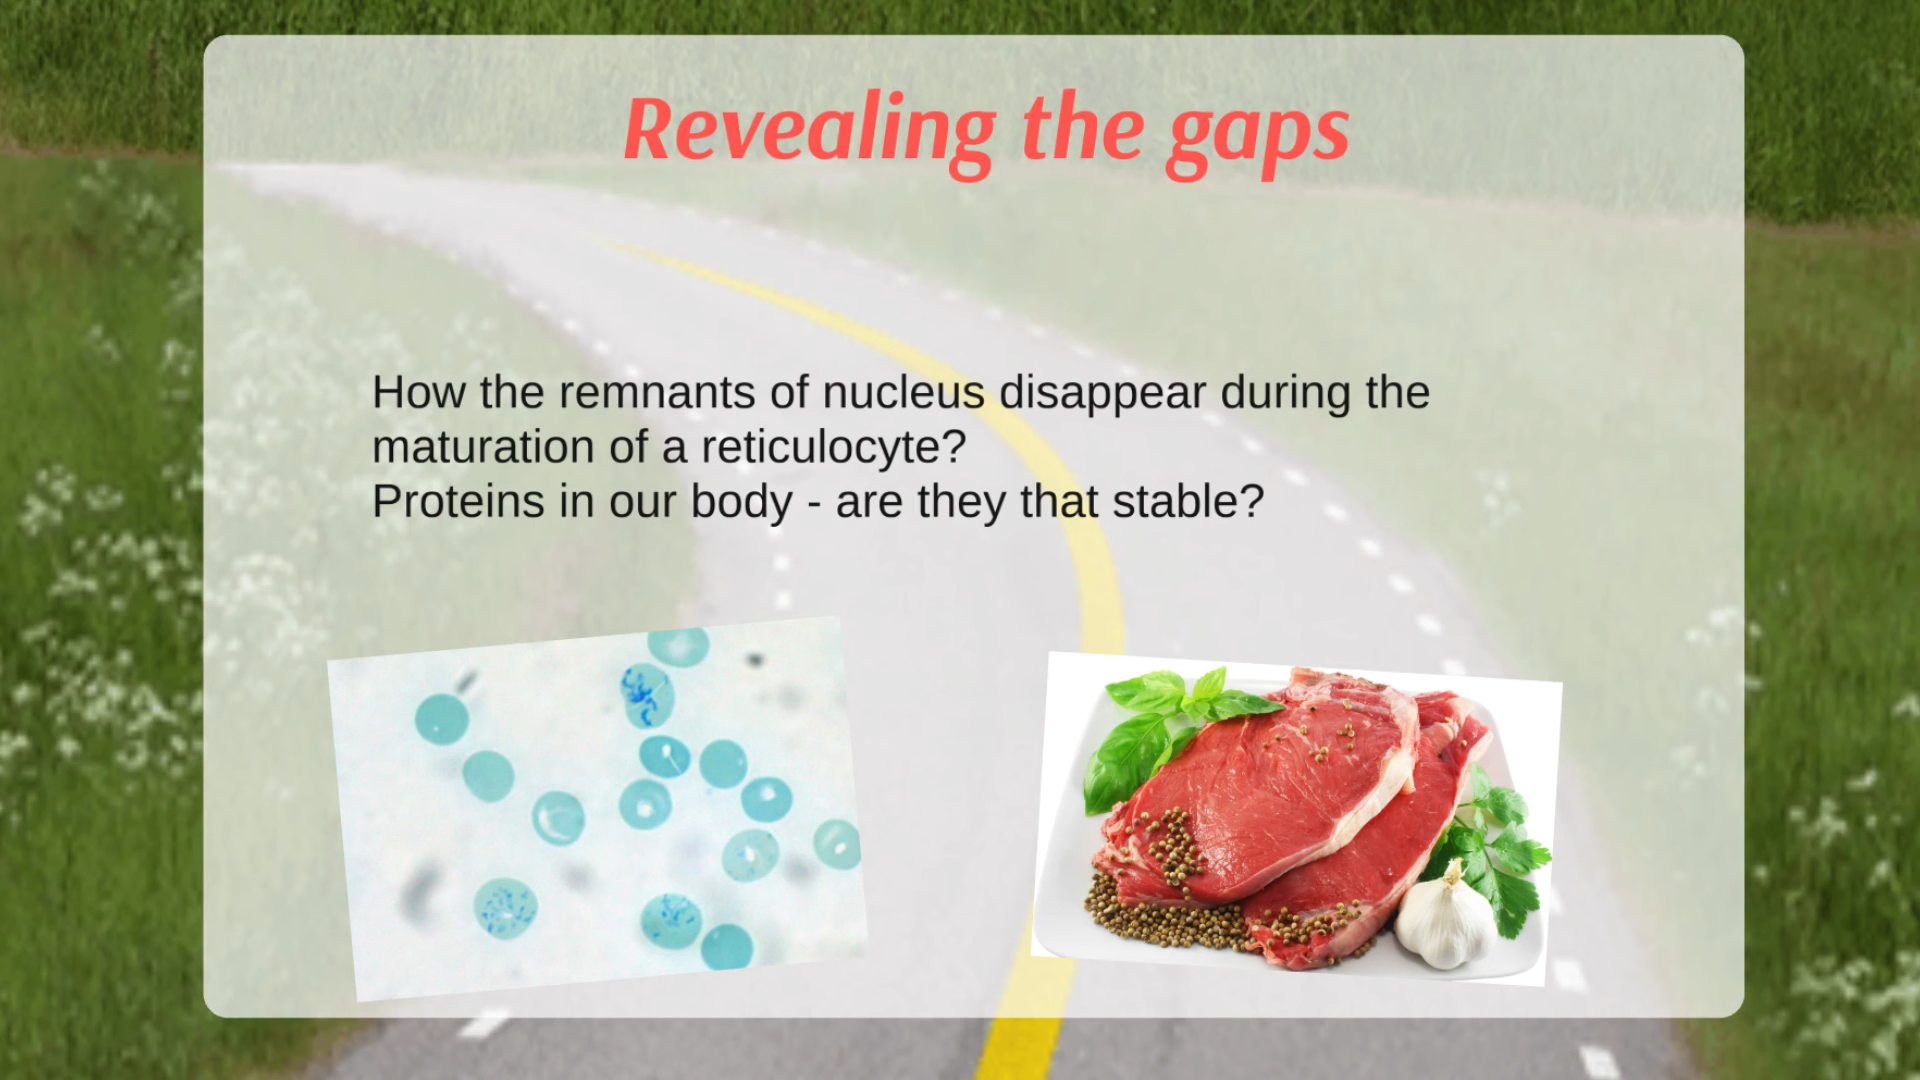 Revealing the gaps
How the remnants of nucleus disappear during the
maturation of a reticulocyte?
Proteins in our body - are they that stable?